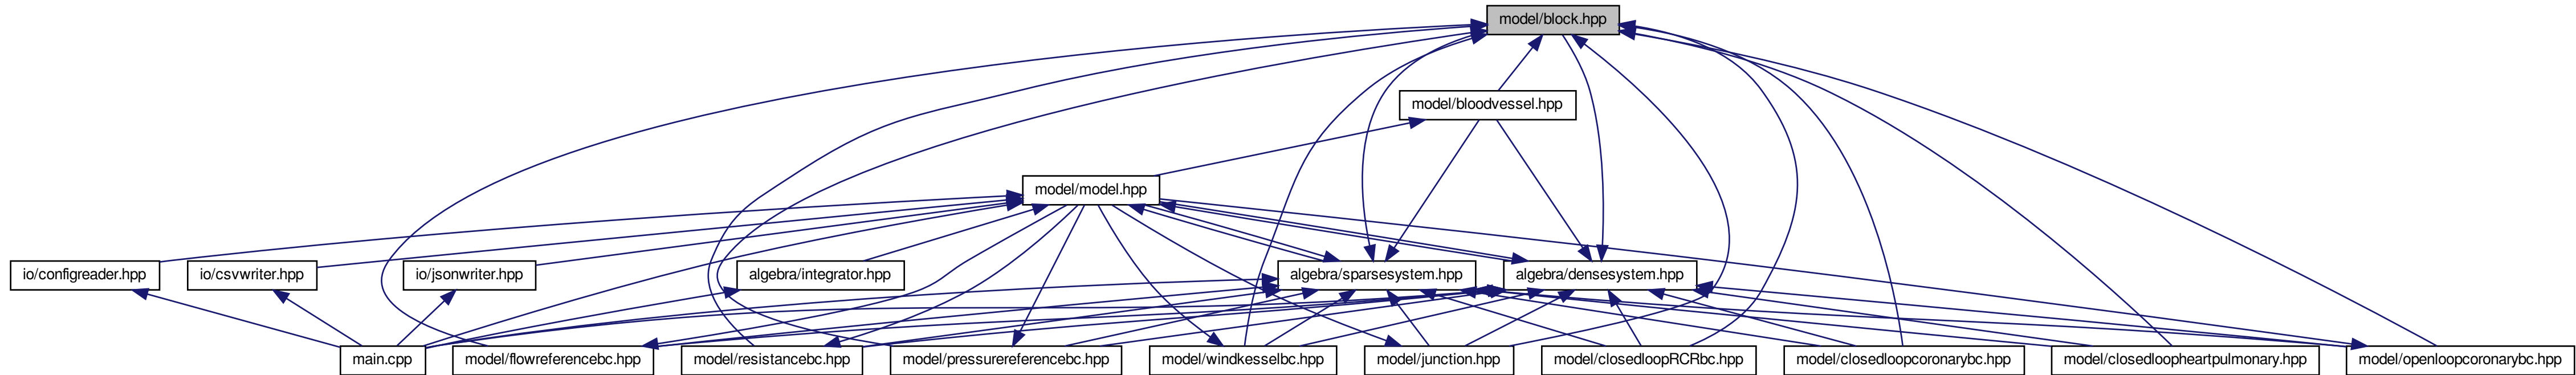 model/block.hpp
model/bloodvessel.hpp
model/model.hpp
io/configreader.hpp
io/csvwriter.hpp
io/jsonwriter.hpp
algebra/integrator.hpp
algebra/sparsesystem.hpp
algebra/densesystem.hpp
main.cpp
model/flowreferencebc.hpp
model/resistancebc.hpp
model/pressurereferencebc.hpp
model/windkesselbc.hpp
model/junction.hpp
model/closedloopRCRbc.hpp
model/closedloopcoronarybc.hpp
model/closedloopheartpulmonary.hpp
model/openloopcoronarybc.hpp